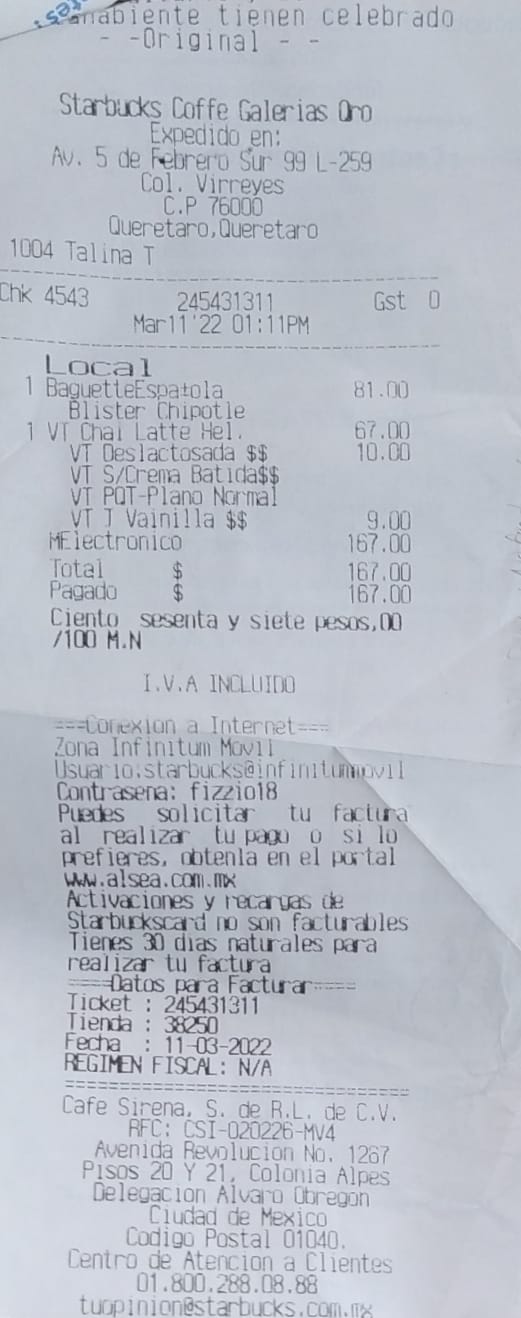 anabiente tienen celebrado
- -Original - -
Starbucks Coffe Galerias Oro
Expedido en:
Av. 5 de Febrero Sur 99 L-259
Col. Virreyes
C.P 76000
Queretaro,Queretaro
1004 Talina T
Chk 4543 245431311 Gst 0
Mar11'22 01:11PM
Local
1 BaguetteEspatola 81.00
Blister Chipotle
1 VT Chai Latte Hel. 67.00
VT Deslactosada $$ 10.00
VT S/Crema Batida$$
VT PQT-Plano Normal
VT J Vainilla $$ 9.00
MElectronico 167.00
Total $ 167.00
Pagado $ 167.00
Ciento sesenta y siete pesos,00
/100 M.N
I.V.A INCLUIDO
===Conexion a Internet===
Zona Infinitum Movil
Usuario:starbucks@infinitummovil
Contrasena: fizzio18
Puedes solicitar tu factura
al realizar tu pago o si lo
prefieres, obtenla en el portal
www.alsea.com.mx
Activaciones y recargas de
Starbuckscard no son facturables
Tienes 30 dias naturales para
realizar tu factura
====Datos para Facturar====
Ticket : 245431311
Tienda : 38250
Fecha : 11-03-2022
REGIMEN FISCAL: N/A
================================
Cafe Sirena, S. de R.L. de C.V.
RFC: CSI-020226-MV4
Avenida Revolucion No. 1267
Pisos 20 Y 21, Colonia Alpes
Delegacion Alvaro Obregon
Ciudad de Mexico
Codigo Postal 01040.
Centro de Atencion a Clientes
01.800.288.08.88
tuopinion@starbucks.com.mx